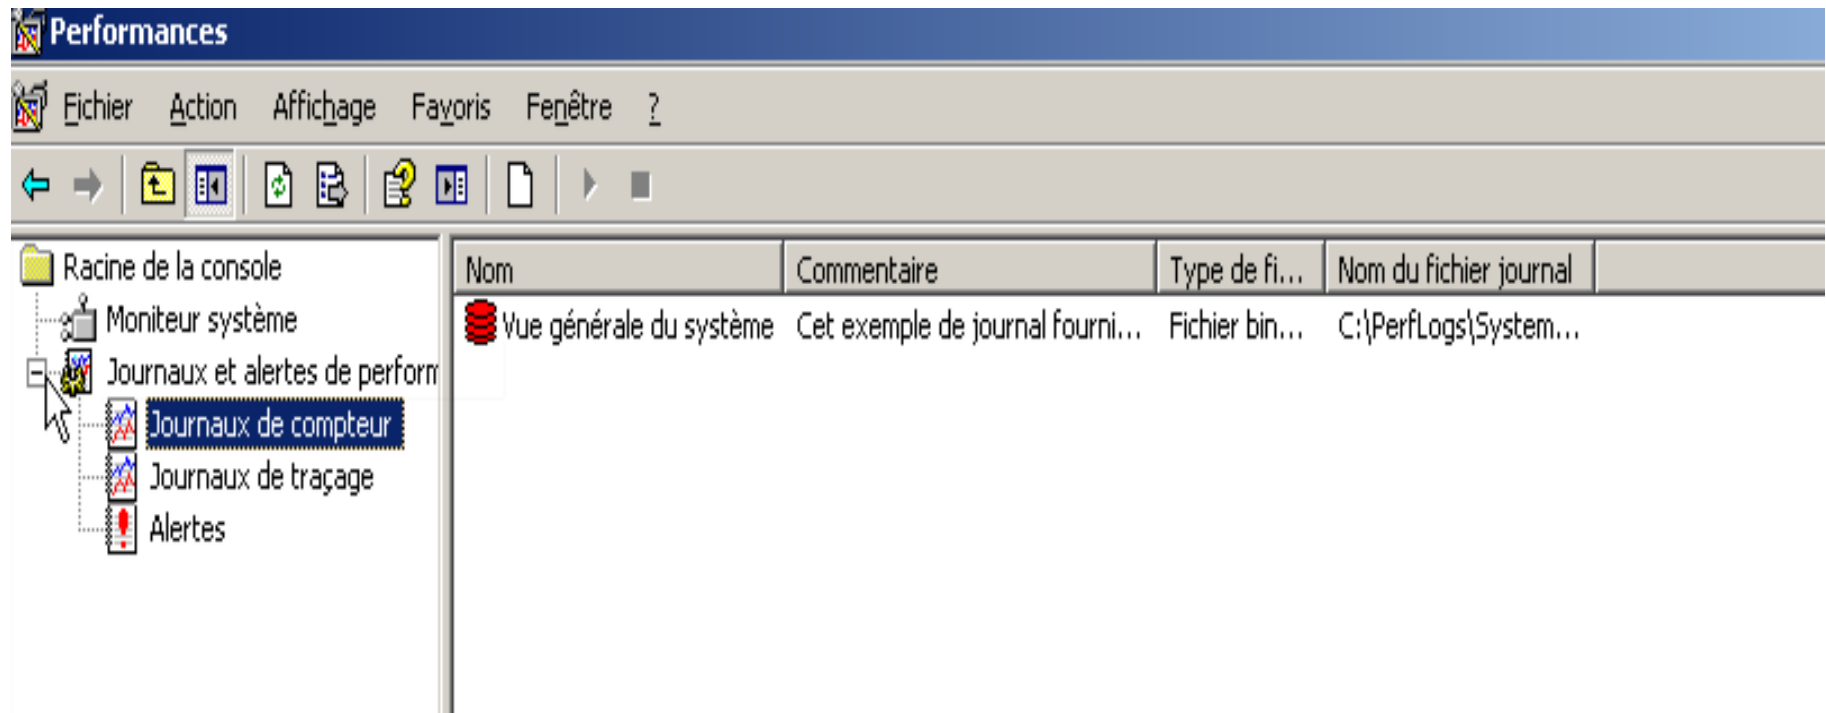 Performances
Fichier Action Affichage Favoris Fenêtre ?
Racine de la console
Moniteur système
Journaux et alertes de perform
Journaux de compteur
Journaux de traçage
Alertes
Nom Commentaire Type de fi... Nom du fichier journal
Vue générale du système Cet exemple de journal fourni... Fichier bin... C:\PerfLogs\System...